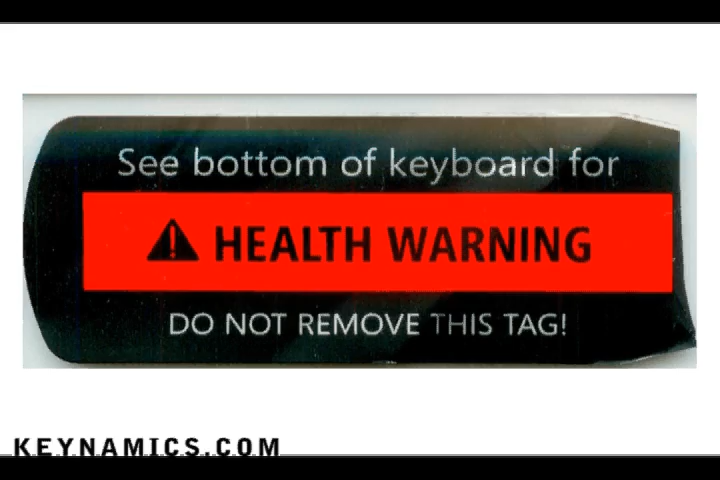 See bottom of keyboard for
⚠ HEALTH WARNING
DO NOT REMOVE THIS TAG!
KEYNAMICS.COM